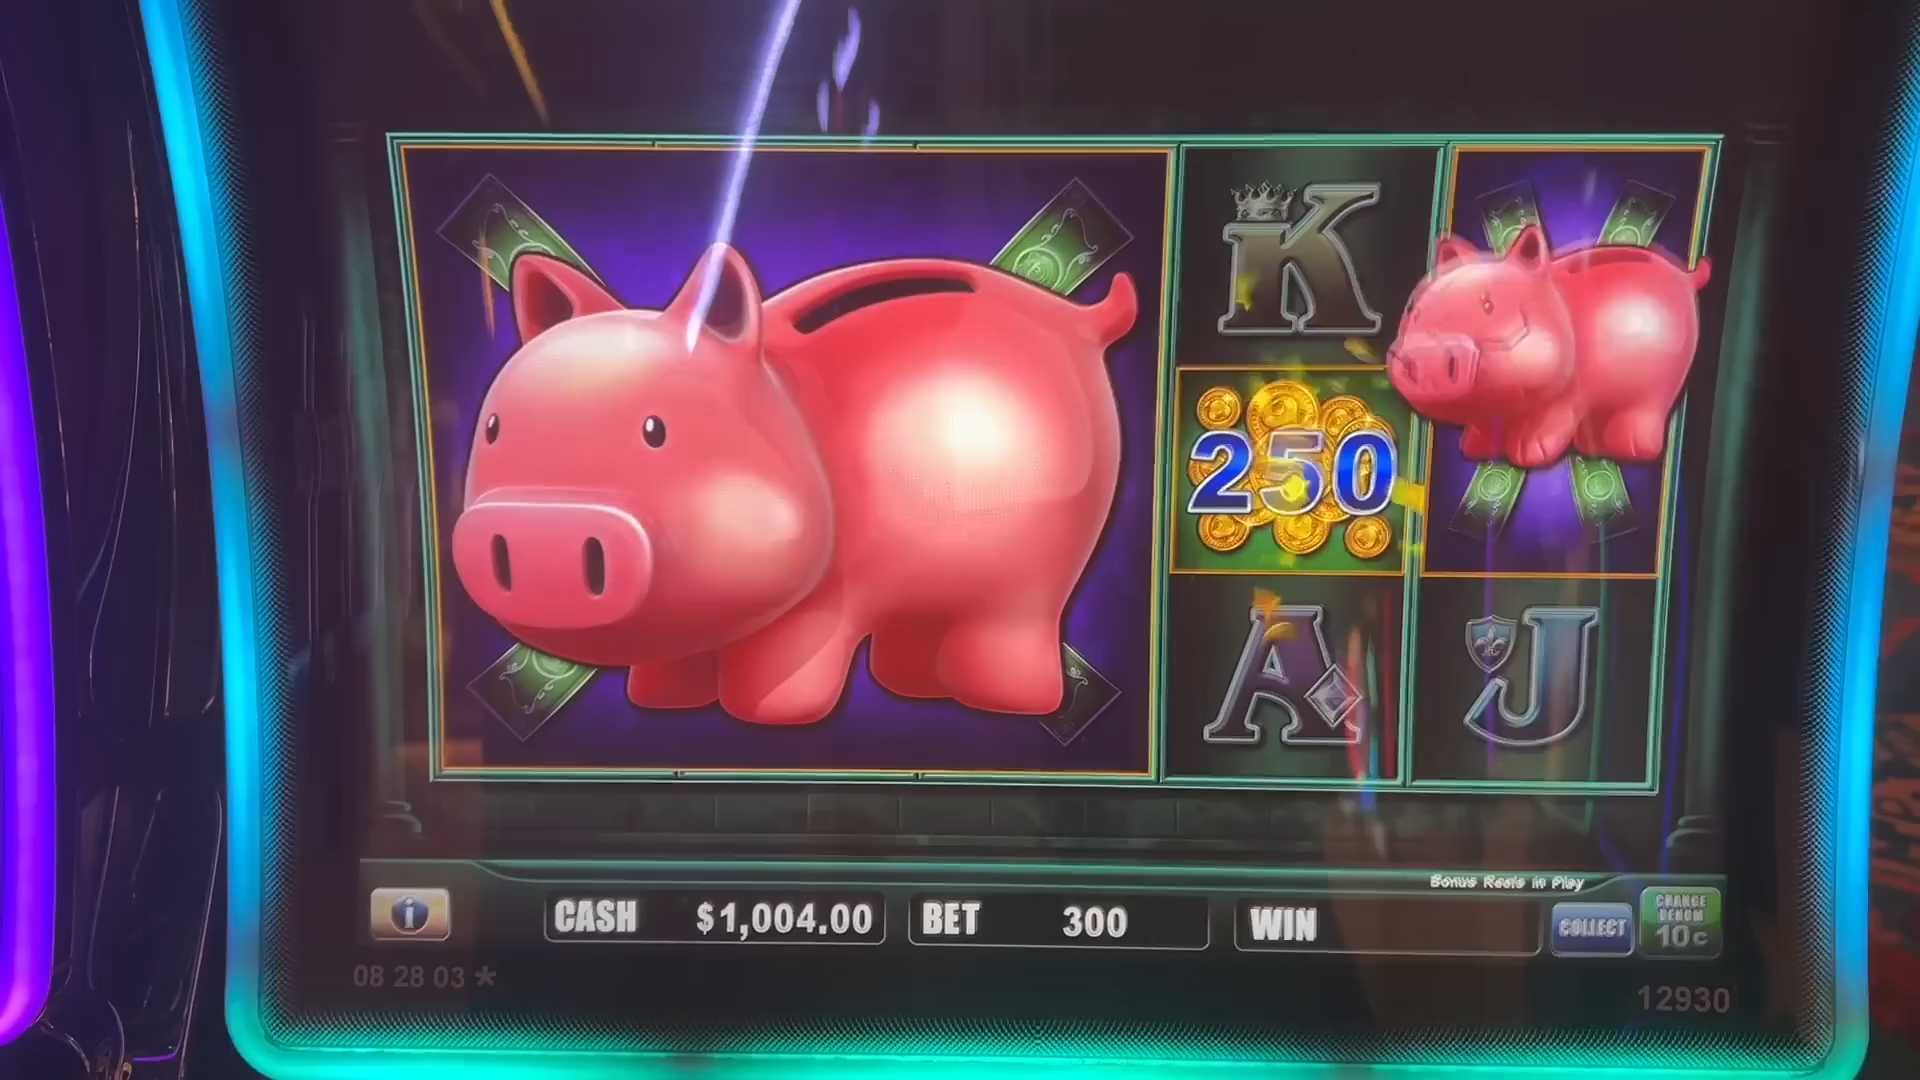 K
250
A
J
Bonus Reels in Play
CASH $1,004.00
BET 300
WIN
COLLECT
CHANGE
DENOM
10¢
08 28 03 *
12930